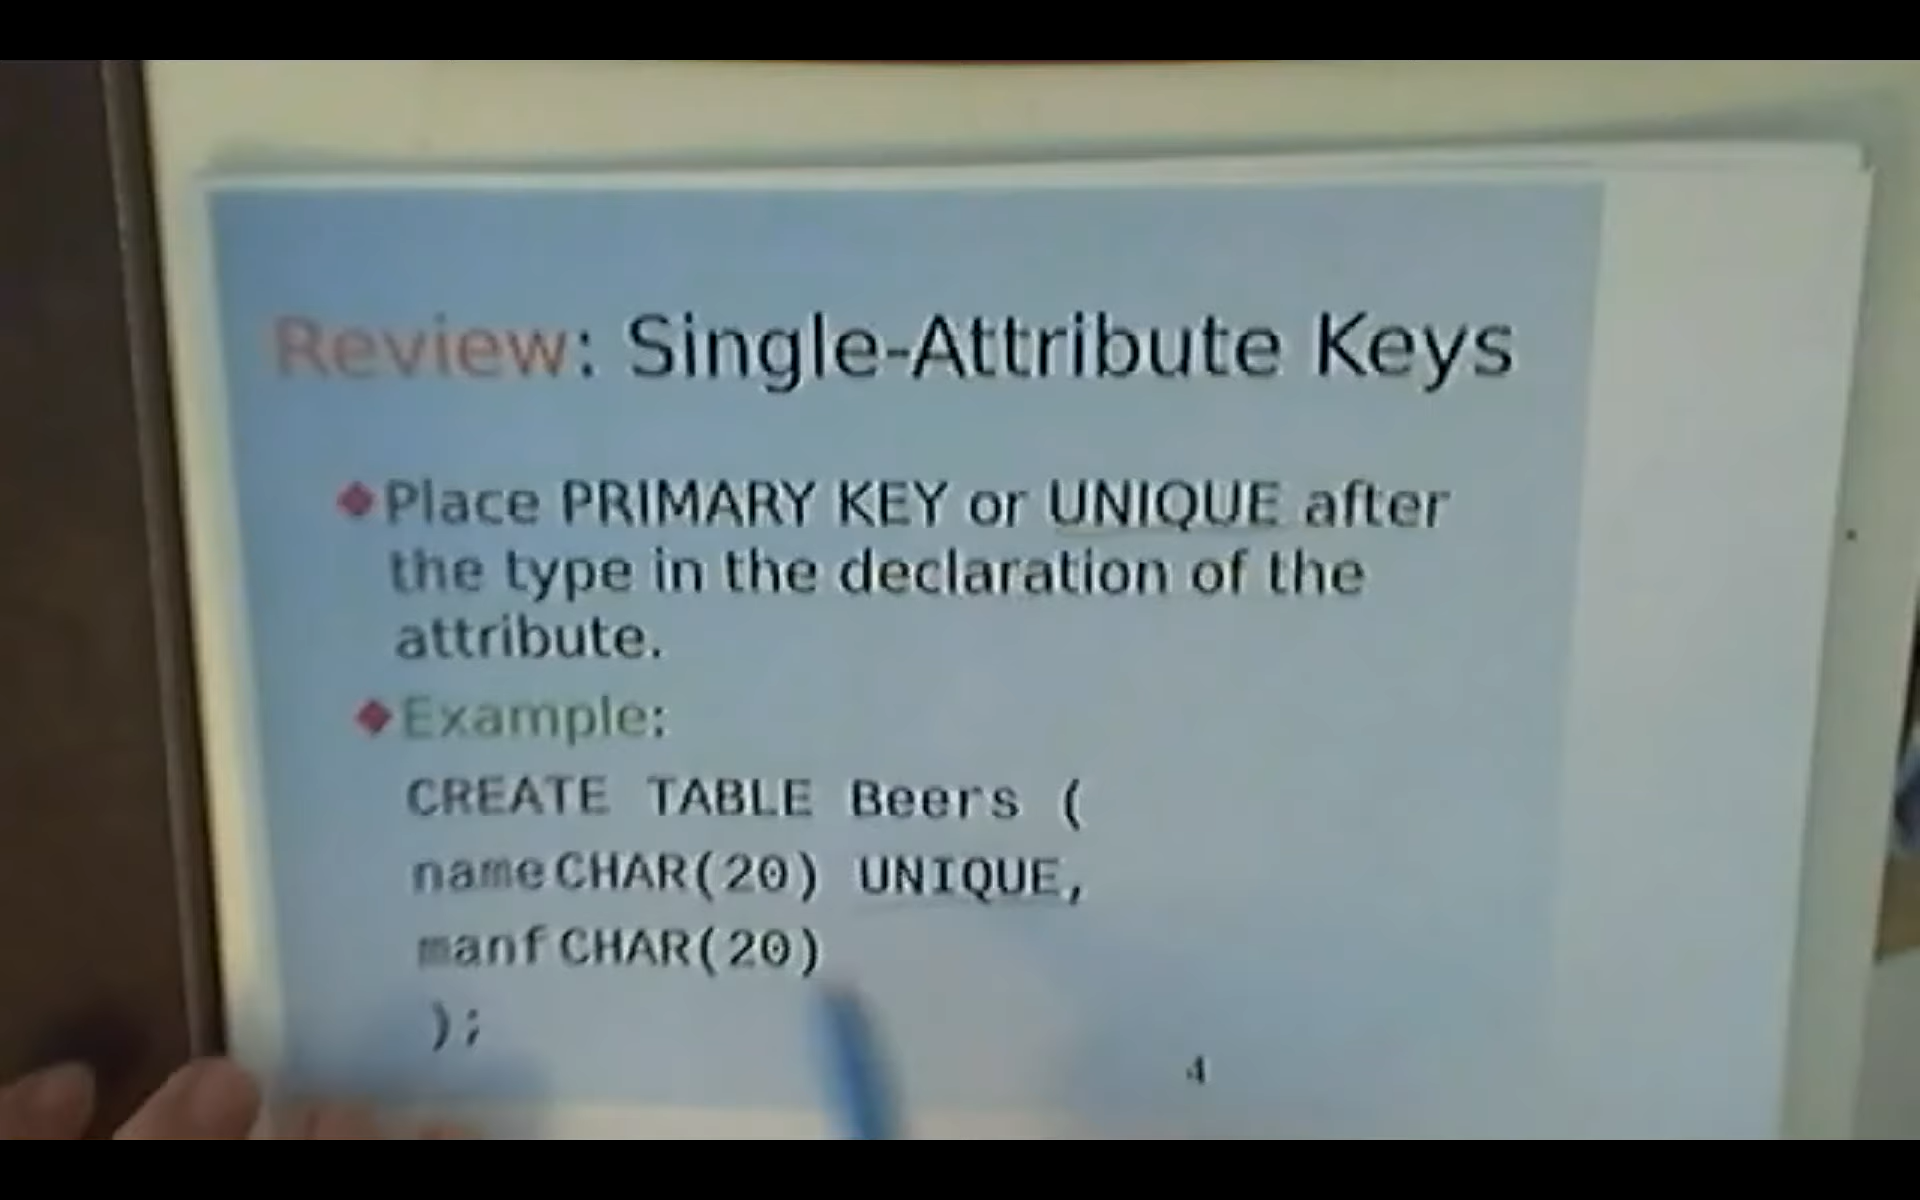 Review: Single-Attribute Keys
◆Place PRIMARY KEY or UNIQUE after
the type in the declaration of the
attribute.
◆Example:
CREATE TABLE Beers (
name CHAR(20) UNIQUE,
manf CHAR(20)
);
4